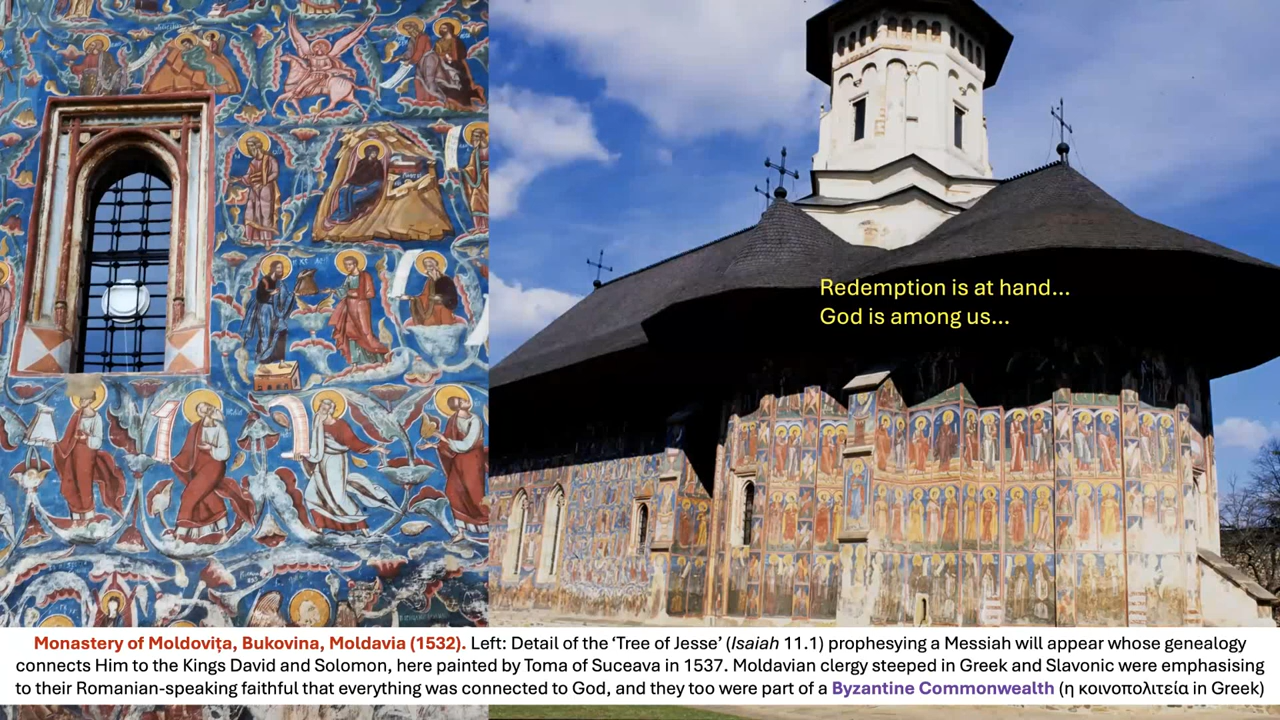 Redemption is at hand...
God is among us...
Monastery of Moldovița, Bukovina, Moldavia (1532). Left: Detail of the ‘Tree of Jesse’ (Isaiah 11.1) prophesying a Messiah will appear whose genealogy
connects Him to the Kings David and Solomon, here painted by Toma of Suceava in 1537. Moldavian clergy steeped in Greek and Slavonic were emphasising
to their Romanian-speaking faithful that everything was connected to God, and they too were part of a Byzantine Commonwealth (η κοινοπολιτεία in Greek)